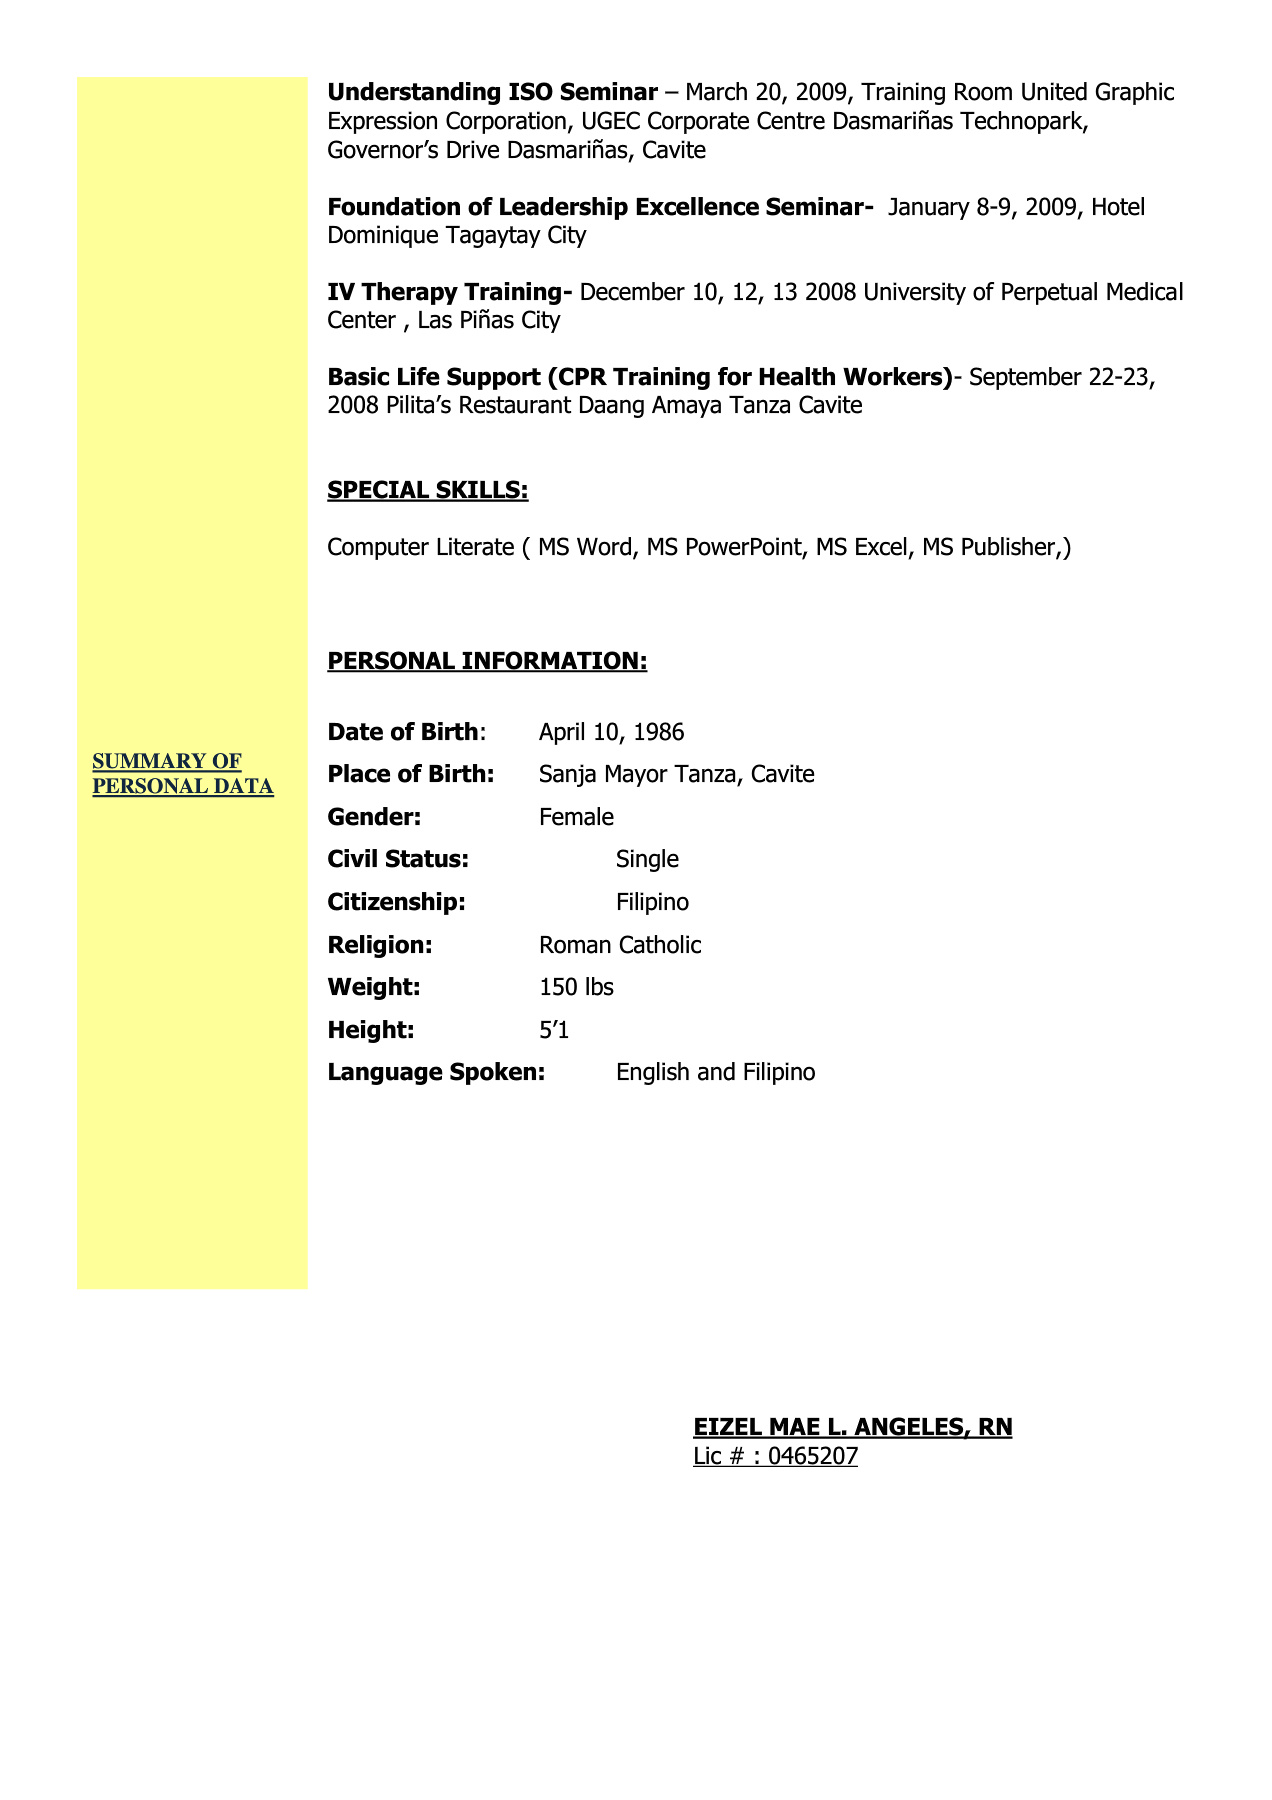 Understanding ISO Seminar – March 20, 2009, Training Room United Graphic
Expression Corporation, UGEC Corporate Centre Dasmariñas Technopark,
Governor’s Drive Dasmariñas, Cavite
Foundation of Leadership Excellence Seminar- January 8-9, 2009, Hotel
Dominique Tagaytay City
IV Therapy Training- December 10, 12, 13 2008 University of Perpetual Medical
Center , Las Piñas City
Basic Life Support (CPR Training for Health Workers)- September 22-23,
2008 Pilita’s Restaurant Daang Amaya Tanza Cavite
SPECIAL SKILLS:
Computer Literate ( MS Word, MS PowerPoint, MS Excel, MS Publisher,)
PERSONAL INFORMATION:
SUMMARY OF
PERSONAL DATA
Date of Birth: April 10, 1986
Place of Birth: Sanja Mayor Tanza, Cavite
Gender: Female
Civil Status: Single
Citizenship: Filipino
Religion: Roman Catholic
Weight: 150 lbs
Height: 5’1
Language Spoken: English and Filipino
EIZEL MAE L. ANGELES, RN
Lic # : 0465207